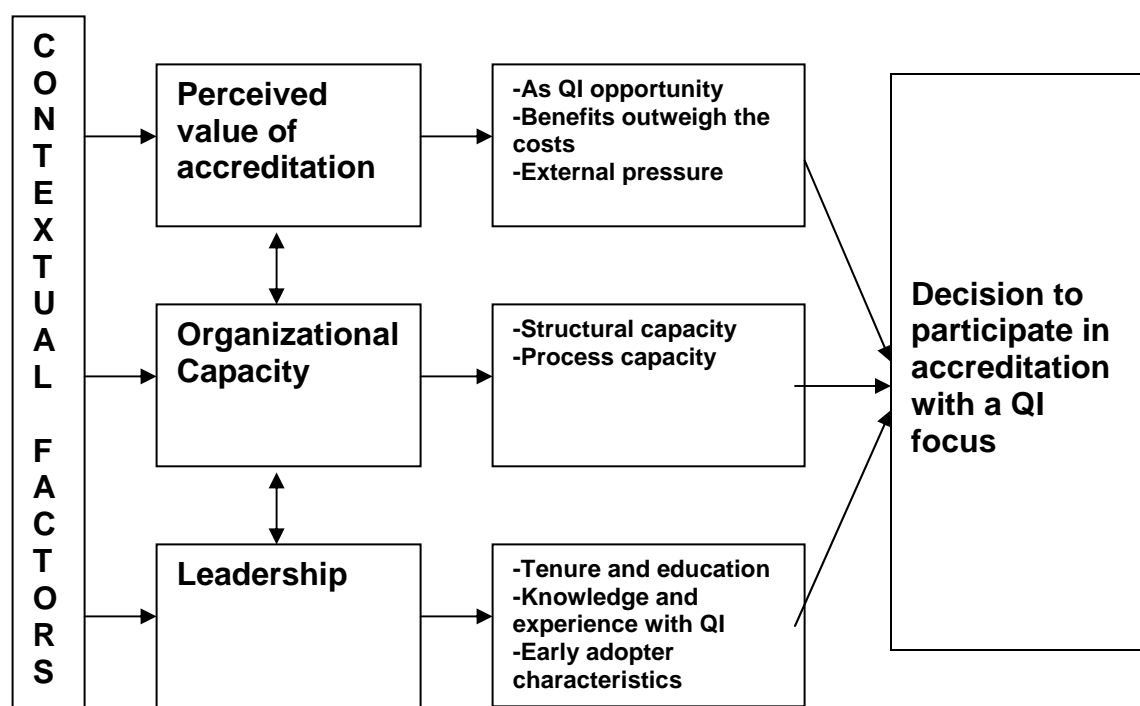 CONTEXTUAL FACTORS
Perceived
value of
accreditation
-As QI opportunity
-Benefits outweigh the
costs
-External pressure
Organizational
Capacity
-Structural capacity
-Process capacity
Leadership
-Tenure and education
-Knowledge and
experience with QI
-Early adopter
characteristics
Decision to
participate in
accreditation
with a QI
focus